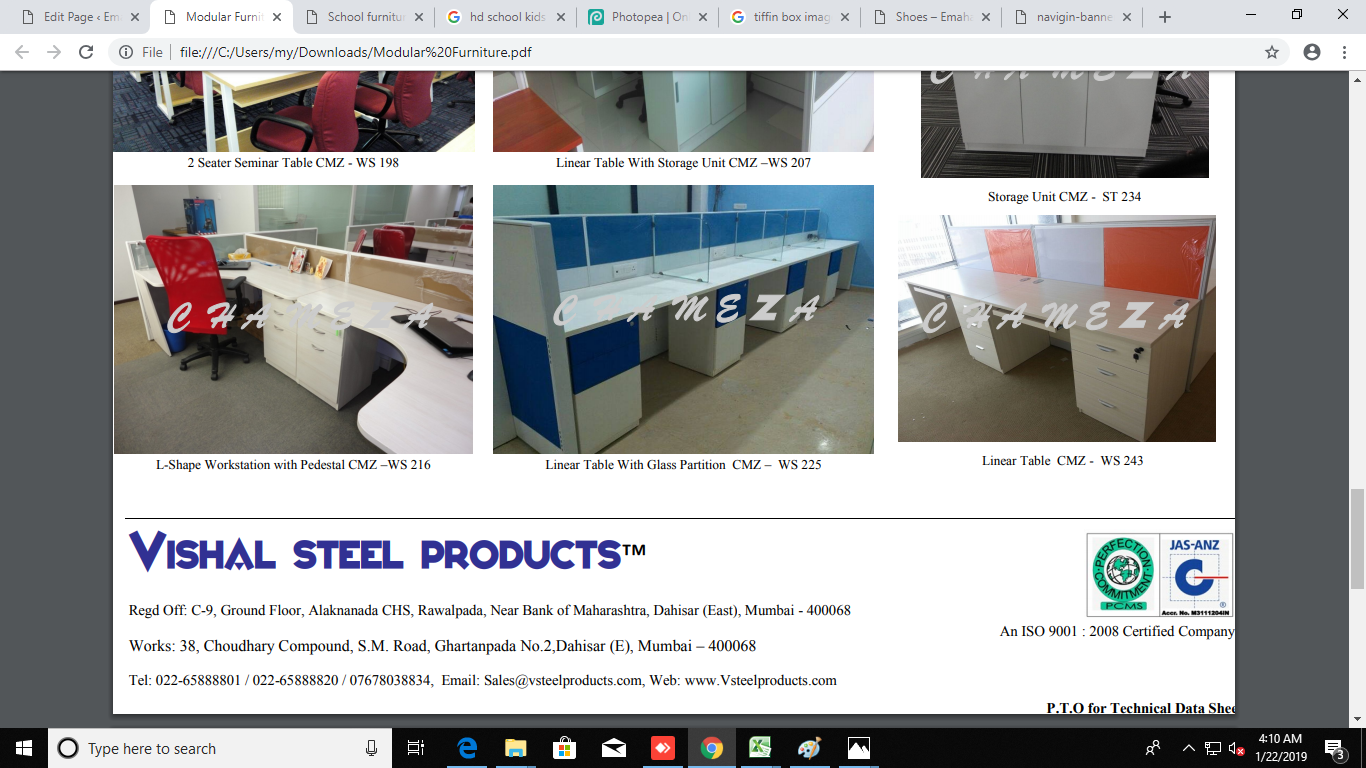 Edit Page ‹ Em
Modular Furnit
School furnitur
hd school kids
Photopea | On
tiffin box imag
Shoes – Emaha
navigin-banne
File
file:///C:/Users/my/Downloads/Modular%20Furniture.pdf
CHAMEZA
2 Seater Seminar Table CMZ - WS 198
Linear Table With Storage Unit CMZ –WS 207
Storage Unit CMZ - ST 234
CHAMEZA
CHAMEZA
CHAMEZA
L-Shape Workstation with Pedestal CMZ –WS 216
Linear Table With Glass Partition CMZ – WS 225
Linear Table CMZ - WS 243
VISHAL STEEL PRODUCTS™
PERFECTION COMMITMENT
PCMS
JAS-ANZ
®
Accr. No. M3111204IN
An ISO 9001 : 2008 Certified Company
Regd Off: C-9, Ground Floor, Alaknanada CHS, Rawalpada, Near Bank of Maharashtra, Dahisar (East), Mumbai - 400068
Works: 38, Choudhary Compound, S.M. Road, Ghartanpada No.2,Dahisar (E), Mumbai – 400068
Tel: 022-65888801 / 022-65888820 / 07678038834, Email: Sales@vsteelproducts.com, Web: www.Vsteelproducts.com
P.T.O for Technical Data Shee
Type here to search
4:10 AM
1/22/2019
3